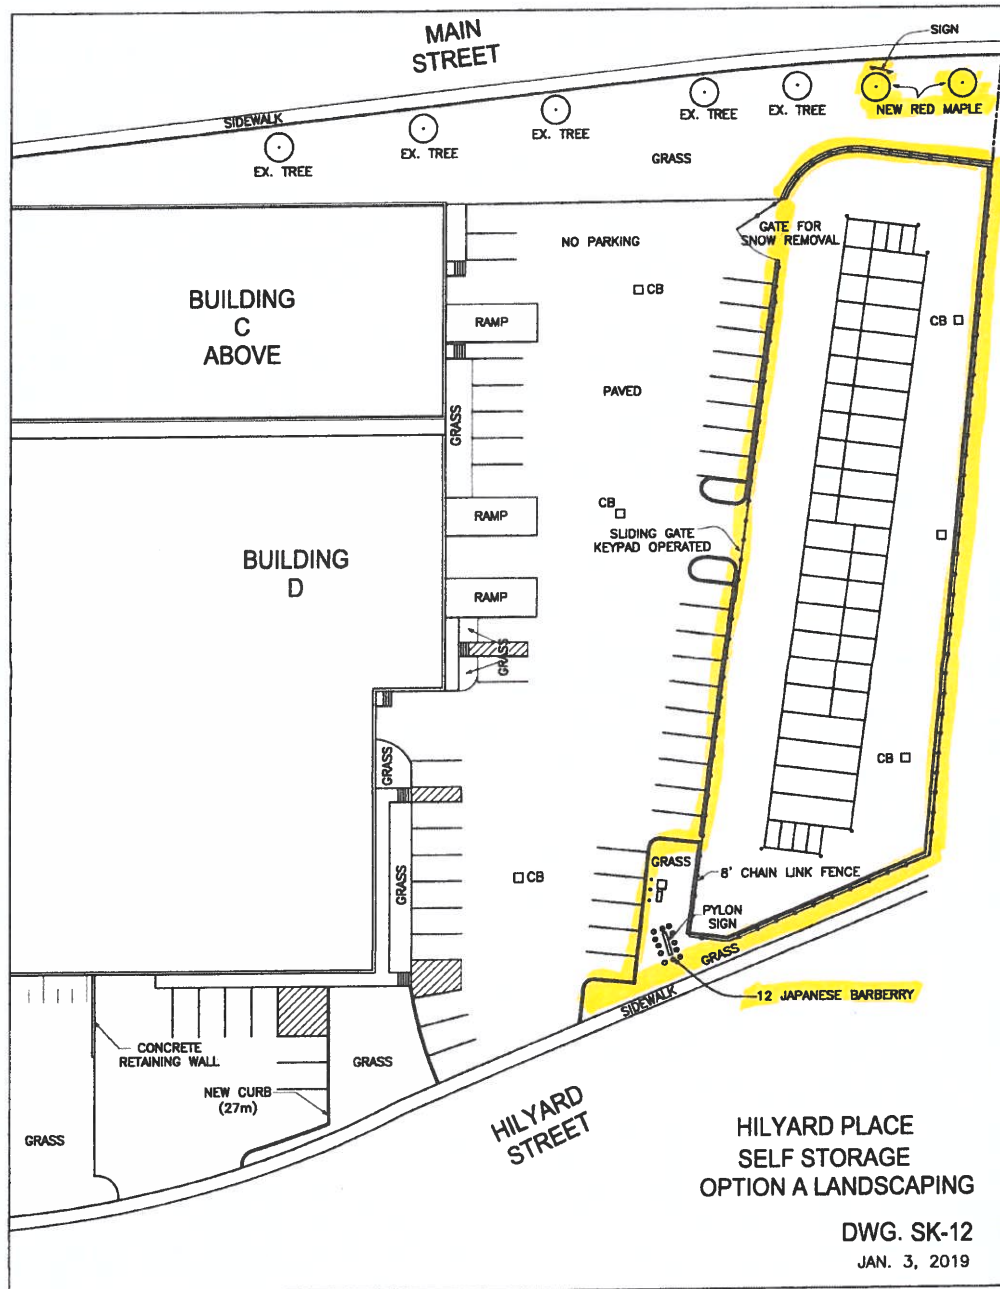 MAIN
STREET
SIGN
SIDEWALK
EX. TREE
EX. TREE
EX. TREE
EX. TREE
EX. TREE
NEW RED MAPLE
GRASS
GATE FOR
SNOW REMOVAL
NO PARKING
CB
CB
BUILDING
C
ABOVE
RAMP
PAVED
GRASS
CB
RAMP
SLIDING GATE
KEYPAD OPERATED
BUILDING
D
RAMP
GRASS
GRASS
CB
GRASS
GRASS
CB
8' CHAIN LINK FENCE
PYLON
SIGN
GRASS
12 JAPANESE BARBERRY
SIDEWALK
CONCRETE
RETAINING WALL
GRASS
NEW CURB
(27m)
GRASS
HILYARD
STREET
HILYARD PLACE
SELF STORAGE
OPTION A LANDSCAPING
DWG. SK-12
JAN. 3, 2019